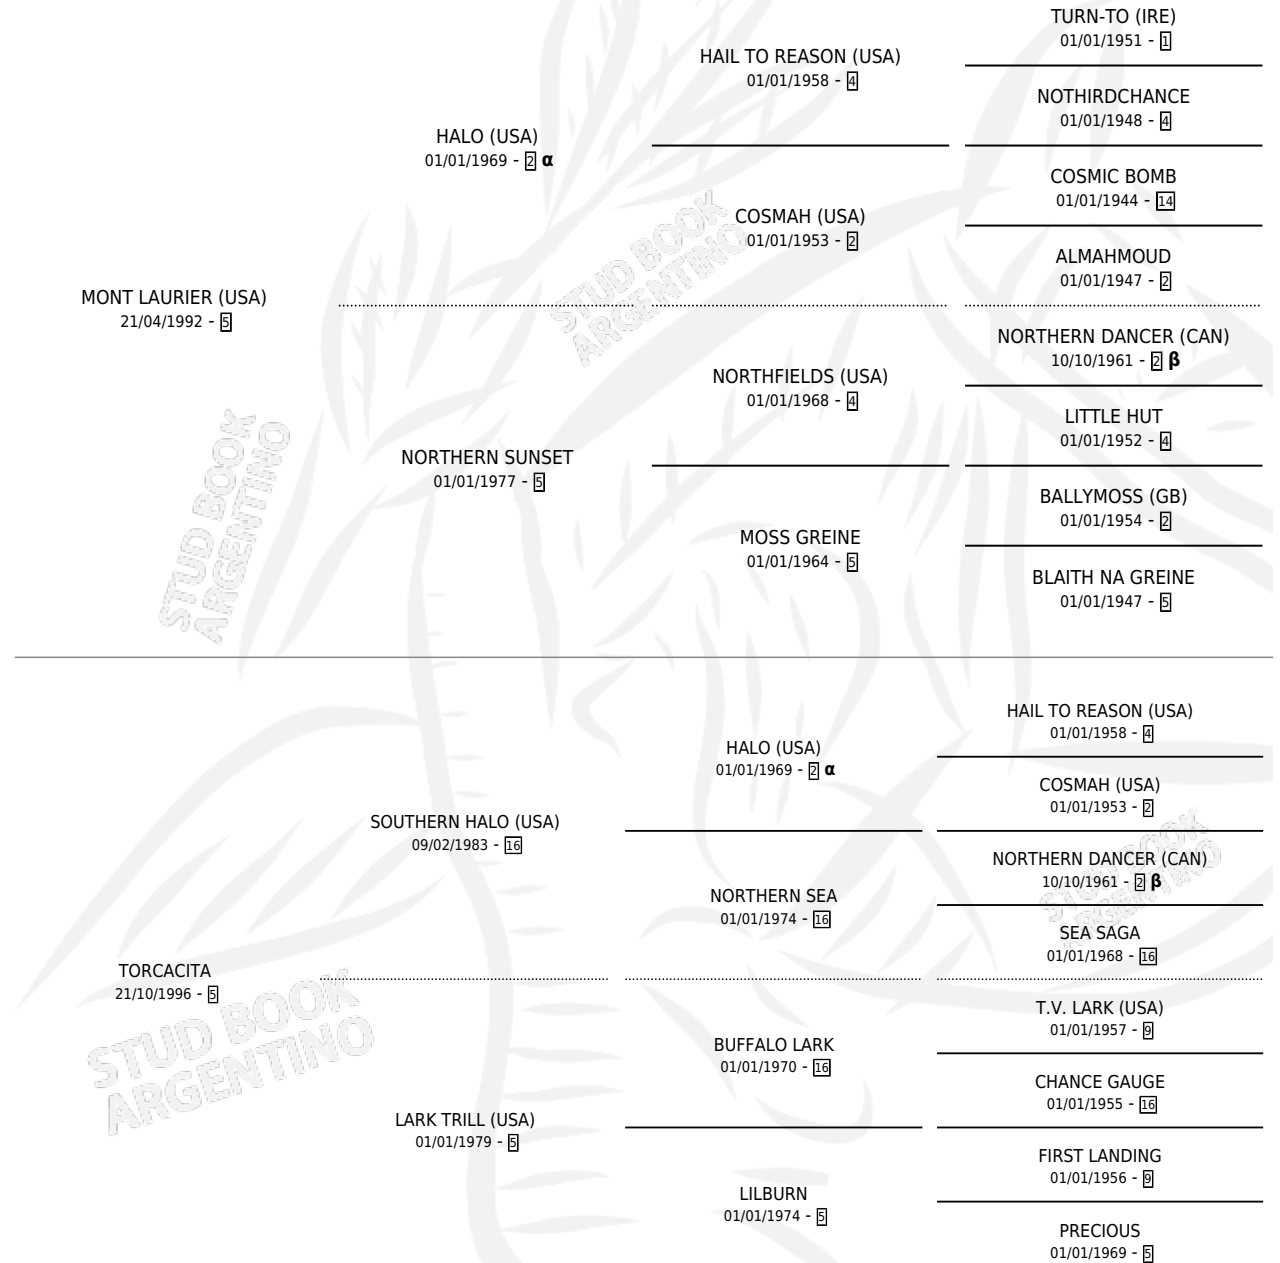 TURN-TO (IRE)
01/01/1951 - 1
HAIL TO REASON (USA)
01/01/1958 - 4
NOTHIRDCHANCE
01/01/1948 - 4
HALO (USA)
01/01/1969 - 2 α
COSMIC BOMB
01/01/1944 - 14
COSMAH (USA)
01/01/1953 - 2
ALMAHMOUD
01/01/1947 - 2
MONT LAURIER (USA)
21/04/1992 - 5
NORTHERN DANCER (CAN)
10/10/1961 - 2 β
NORTHFIELDS (USA)
01/01/1968 - 4
LITTLE HUT
01/01/1952 - 4
NORTHERN SUNSET
01/01/1977 - 5
BALLYMOSS (GB)
01/01/1954 - 2
MOSS GREINE
01/01/1964 - 5
BLAITH NA GREINE
01/01/1947 - 5
HAIL TO REASON (USA)
01/01/1958 - 4
HALO (USA)
01/01/1969 - 2 α
COSMAH (USA)
01/01/1953 - 2
SOUTHERN HALO (USA)
09/02/1983 - 16
NORTHERN DANCER (CAN)
10/10/1961 - 2 β
NORTHERN SEA
01/01/1974 - 16
SEA SAGA
01/01/1968 - 16
TORCACITA
21/10/1996 - 5
T.V. LARK (USA)
01/01/1957 - 9
BUFFALO LARK
01/01/1970 - 16
CHANCE GAUGE
01/01/1955 - 16
LARK TRILL (USA)
01/01/1979 - 5
FIRST LANDING
01/01/1956 - 9
LILBURN
01/01/1974 - 5
PRECIOUS
01/01/1969 - 5
STUD BOOK
ARGENTINO
STUD BOOK
ARGENTINO
STUD BOOK
ARGENTINO
STUD BOOK
ARGENTINO